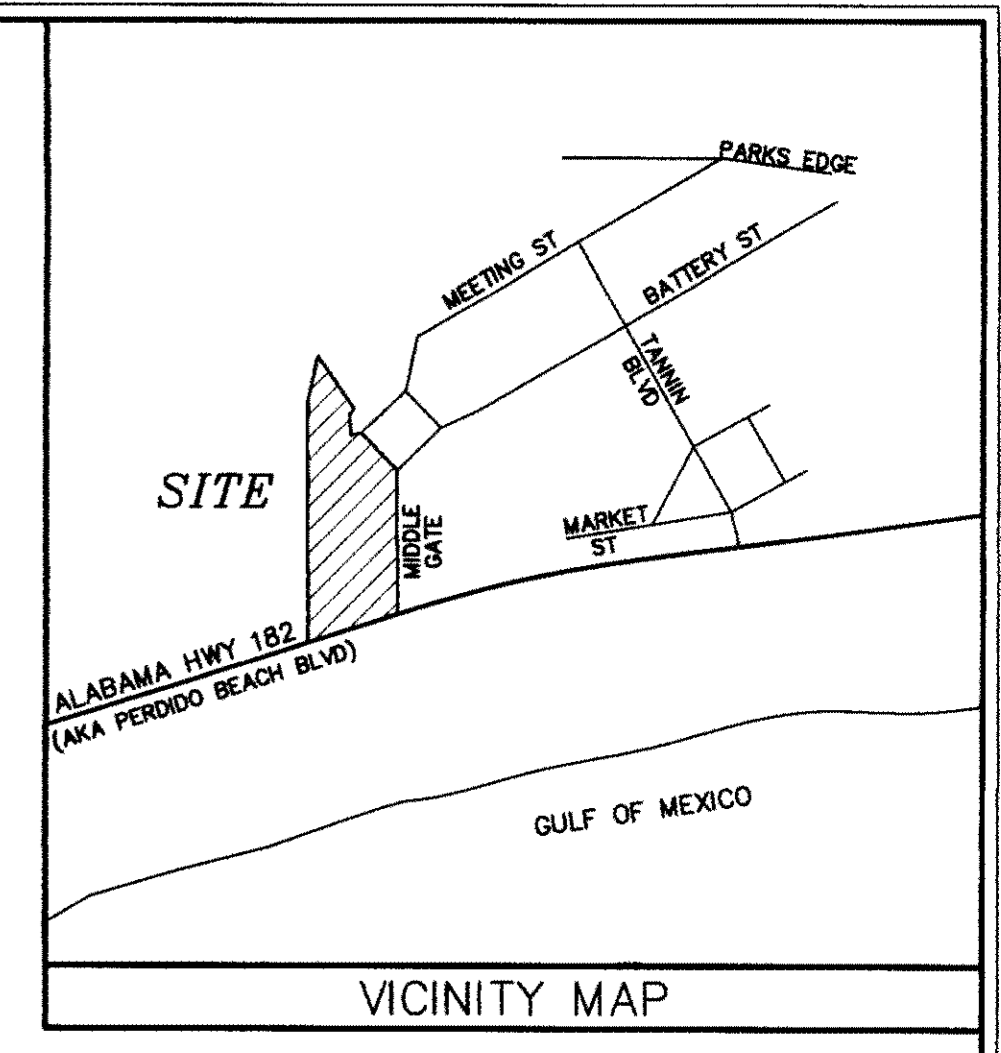 PARKS EDGE
MEETING ST
BATTERY ST
TANNIN
BLVD
SITE
MIDDLE
GATE
MARKET
ST
ALABAMA HWY 182
(AKA PERDIDO BEACH BLVD)
GULF OF MEXICO
VICINITY MAP